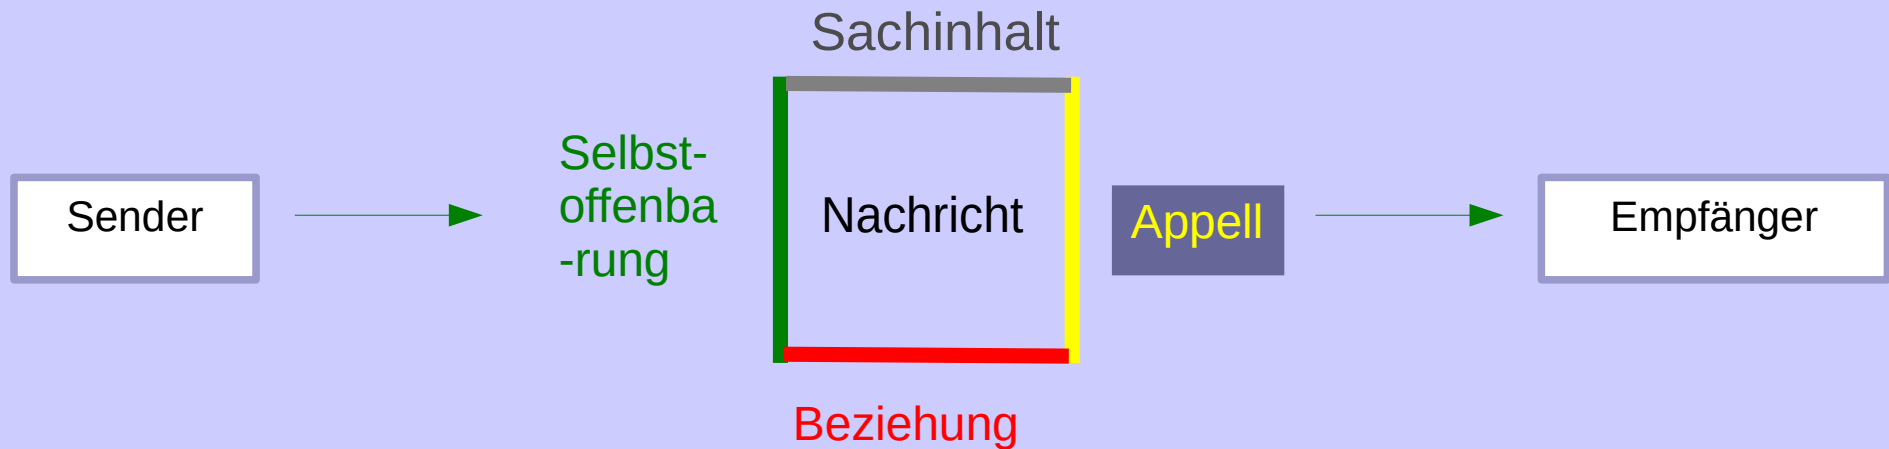 Sachinhalt
Sender
Selbst-
offenba
-rung
Nachricht
Appell
Empfänger
Beziehung